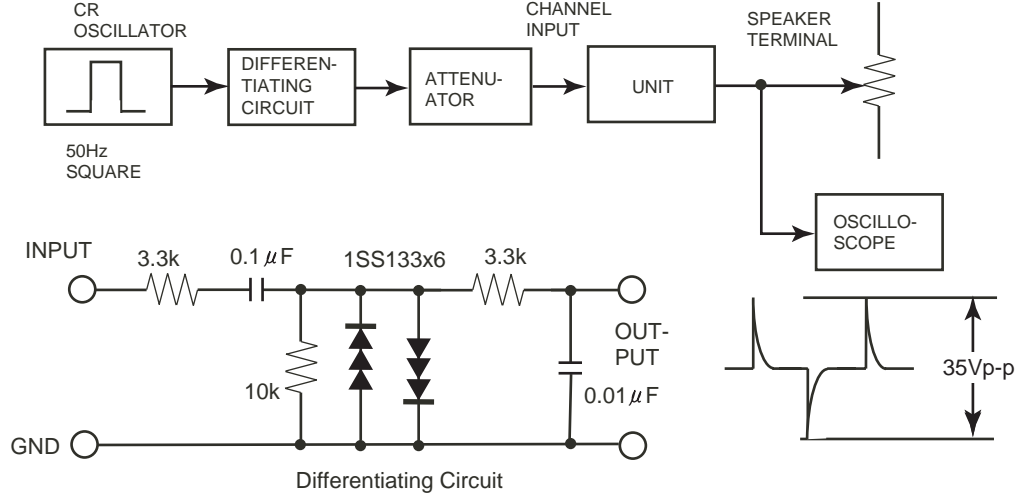 CR
OSCILLATOR
CHANNEL
INPUT
SPEAKER
TERMINAL
DIFFEREN-
TIATING
CIRCUIT
ATTENU-
ATOR
UNIT
50Hz
SQUARE
OSCILLO-
SCOPE
INPUT
3.3k
0.1μF
1SS133x6
3.3k
OUT-
PUT
10k
0.01μF
35Vp-p
GND
Differentiating Circuit